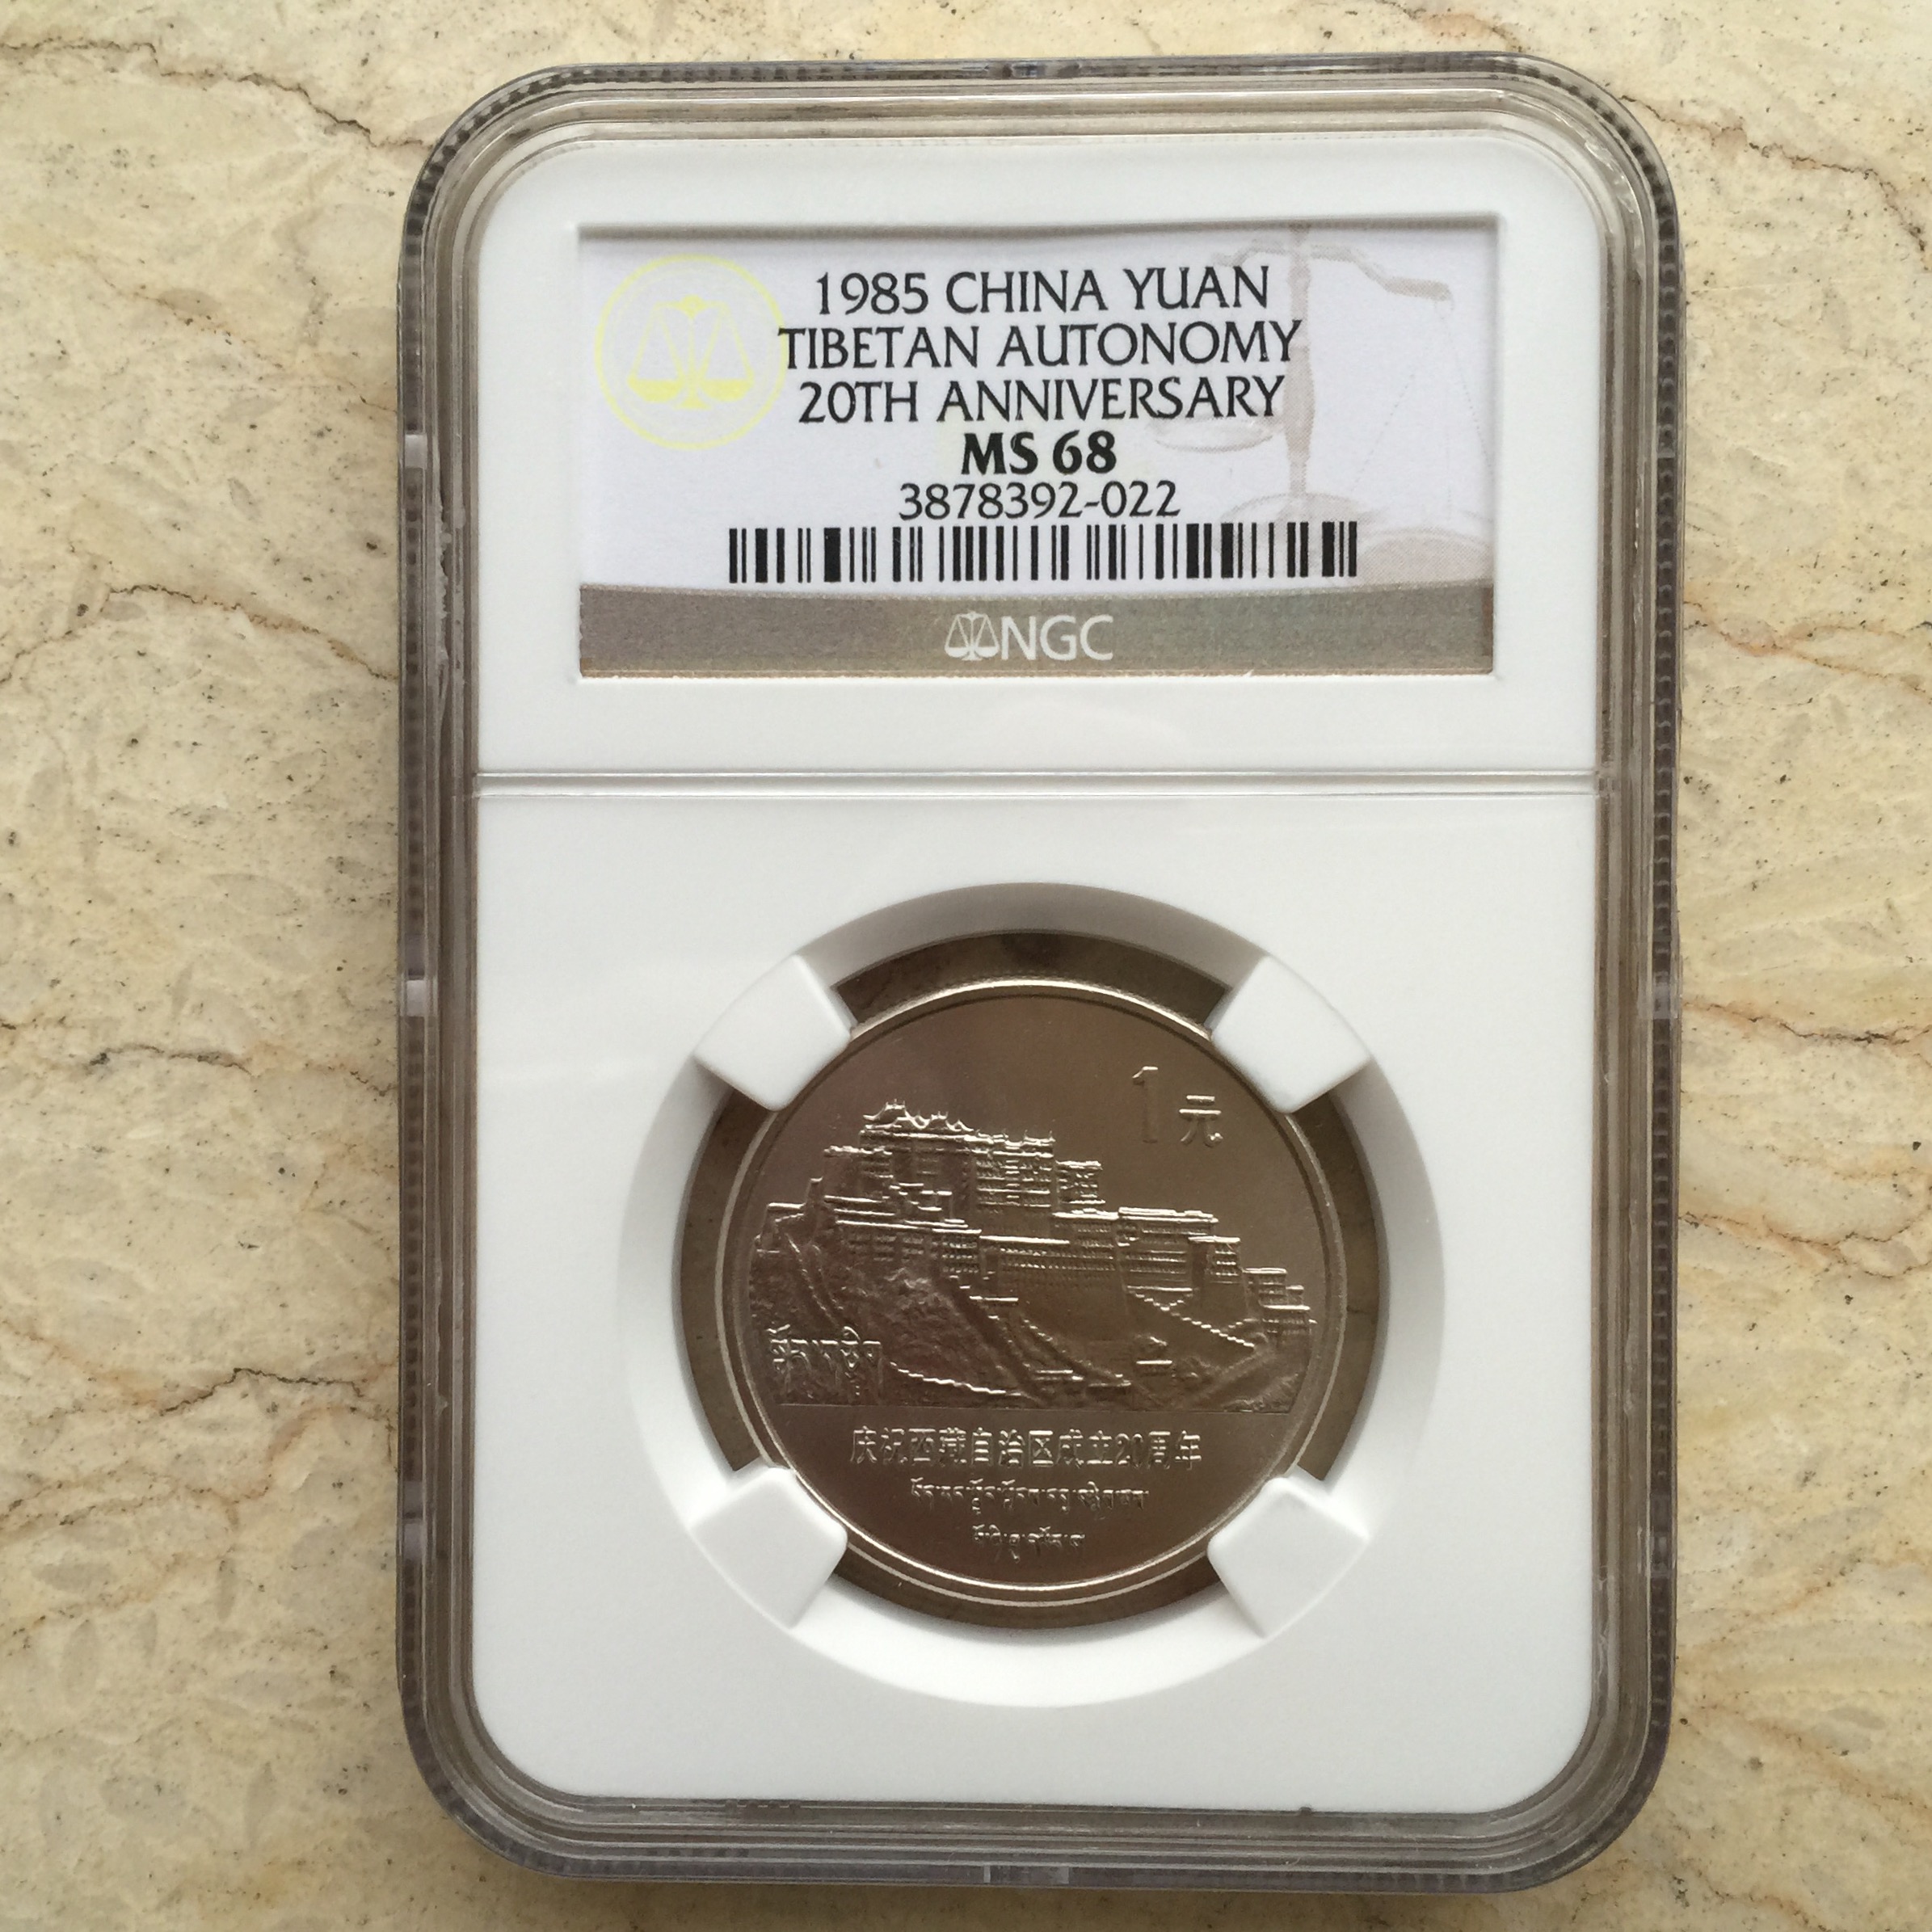 1985 CHINA YUAN
TIBETAN AUTONOMY
20TH ANNIVERSARY
MS 68
3878392-022
NGC
1元
庆祝西藏自治区成立20周年